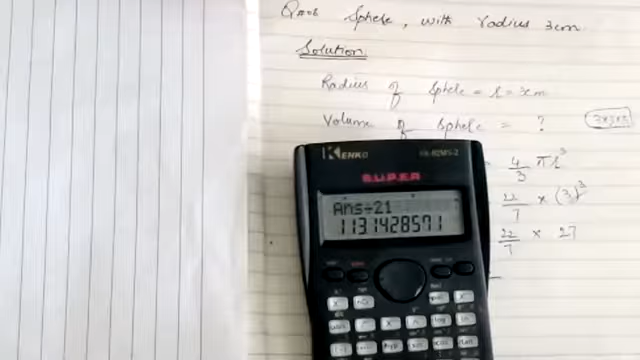 Sphere, with radius 3cm
Solution
Radius of Sphere = r = 3cm
Volume of Sphere = ?
3x3x3
4/3 πr³
22/7 × (3)³
22/7 × 27
KENKO
SUPER
Ans÷21
113.1428571